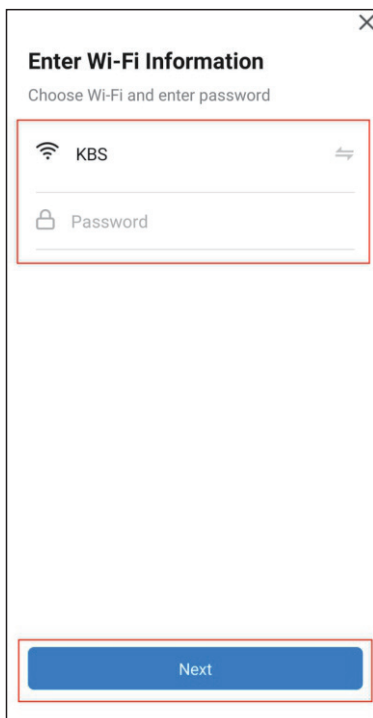 Enter Wi-Fi Information
Choose Wi-Fi and enter password
KBS
Password
Next